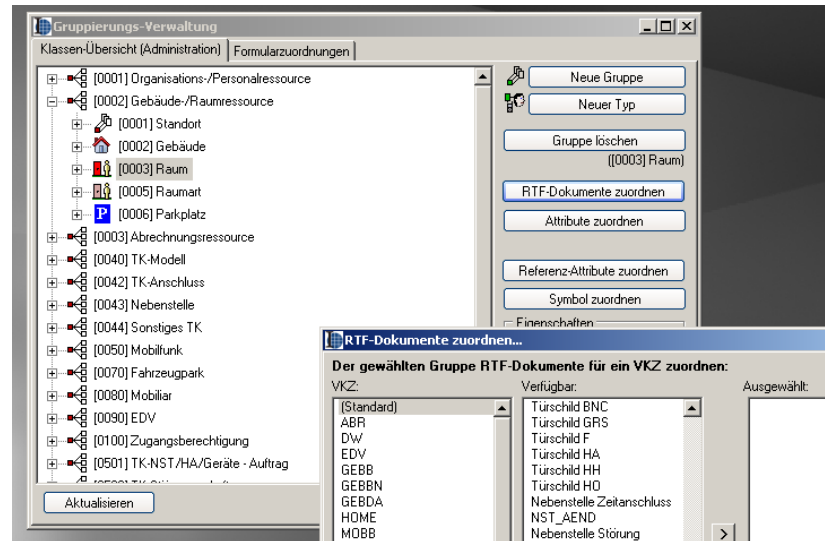 Gruppierungs-Verwaltung
Klassen-Übersicht (Administration)
Formularzuordnungen
[0001] Organisations-/Personalressource
[0002] Gebäude-/Raumressource
[0001] Standort
[0002] Gebäude
[0003] Raum
[0005] Raumart
P [0006] Parkplatz
[0003] Abrechnungsressource
[0040] TK-Modell
[0042] TK-Anschluss
[0043] Nebenstelle
[0044] Sonstiges TK
[0050] Mobilfunk
[0070] Fahrzeugpark
[0080] Mobiliar
[0090] EDV
[0100] Zugangsberechtigung
[0501] TK-NST/HA/Geräte - Auftrag
Aktualisieren
Neue Gruppe
Neuer Typ
Gruppe löschen
([0003] Raum)
RTF-Dokumente zuordnen
Attribute zuordnen
Referenz-Attribute zuordnen
Symbol zuordnen
Eigenschaften
RTF-Dokumente zuordnen...
Der gewählten Gruppe RTF-Dokumente für ein VKZ zuordnen:
VKZ:
(Standard)
ABR
DW
EDV
GEBB
GEBBN
GEBDA
HOME
MOBB
Verfügbar:
Türschild BNC
Türschild GRS
Türschild F
Türschild HA
Türschild HH
Türschild HO
Nebenstelle Zeitanschluss
NST_AEND
Nebenstelle Störung
>
Ausgewählt: